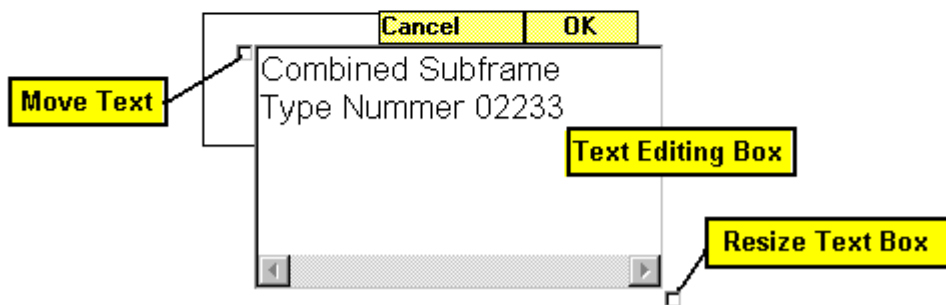 Cancel OK
Combined Subframe
Move Text
Type Nummer 02233
Text Editing Box
Resize Text Box